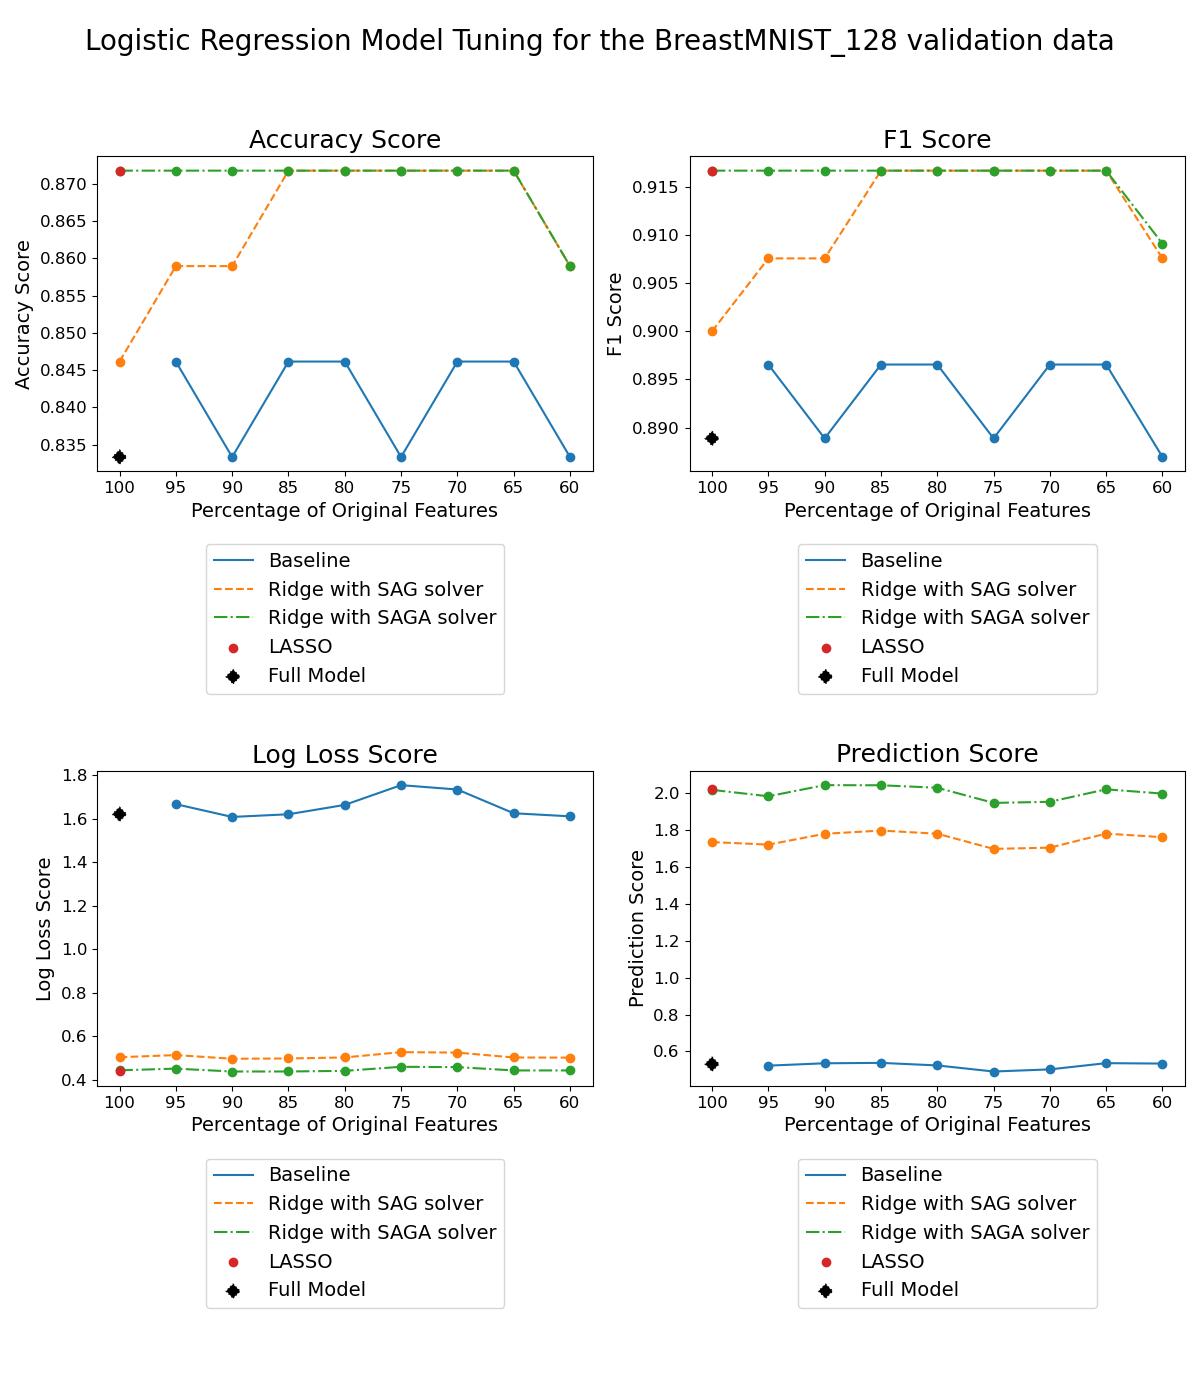 Logistic Regression Model Tuning for the BreastMNIST_128 validation data
Accuracy Score
Accuracy Score
0.870
0.865
0.860
0.855
0.850
0.845
0.840
0.835
100 95 90 85 80 75 70 65 60
Percentage of Original Features
Baseline
Ridge with SAG solver
Ridge with SAGA solver
LASSO
Full Model
F1 Score
F1 Score
0.915
0.910
0.905
0.900
0.895
0.890
100 95 90 85 80 75 70 65 60
Percentage of Original Features
Baseline
Ridge with SAG solver
Ridge with SAGA solver
LASSO
Full Model
Log Loss Score
Log Loss Score
1.8
1.6
1.4
1.2
1.0
0.8
0.6
0.4
100 95 90 85 80 75 70 65 60
Percentage of Original Features
Baseline
Ridge with SAG solver
Ridge with SAGA solver
LASSO
Full Model
Prediction Score
Prediction Score
2.0
1.8
1.6
1.4
1.2
1.0
0.8
0.6
100 95 90 85 80 75 70 65 60
Percentage of Original Features
Baseline
Ridge with SAG solver
Ridge with SAGA solver
LASSO
Full Model